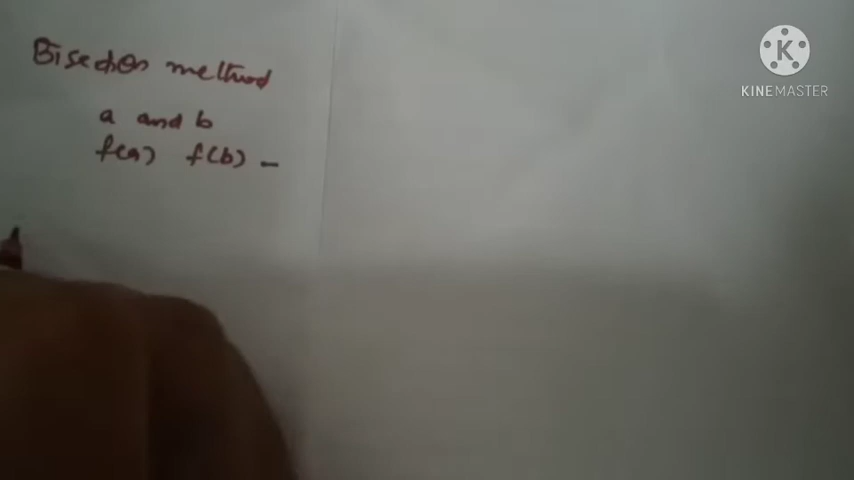 Bisection method
a and b
f(a) f(b) -
K
KINEMASTER